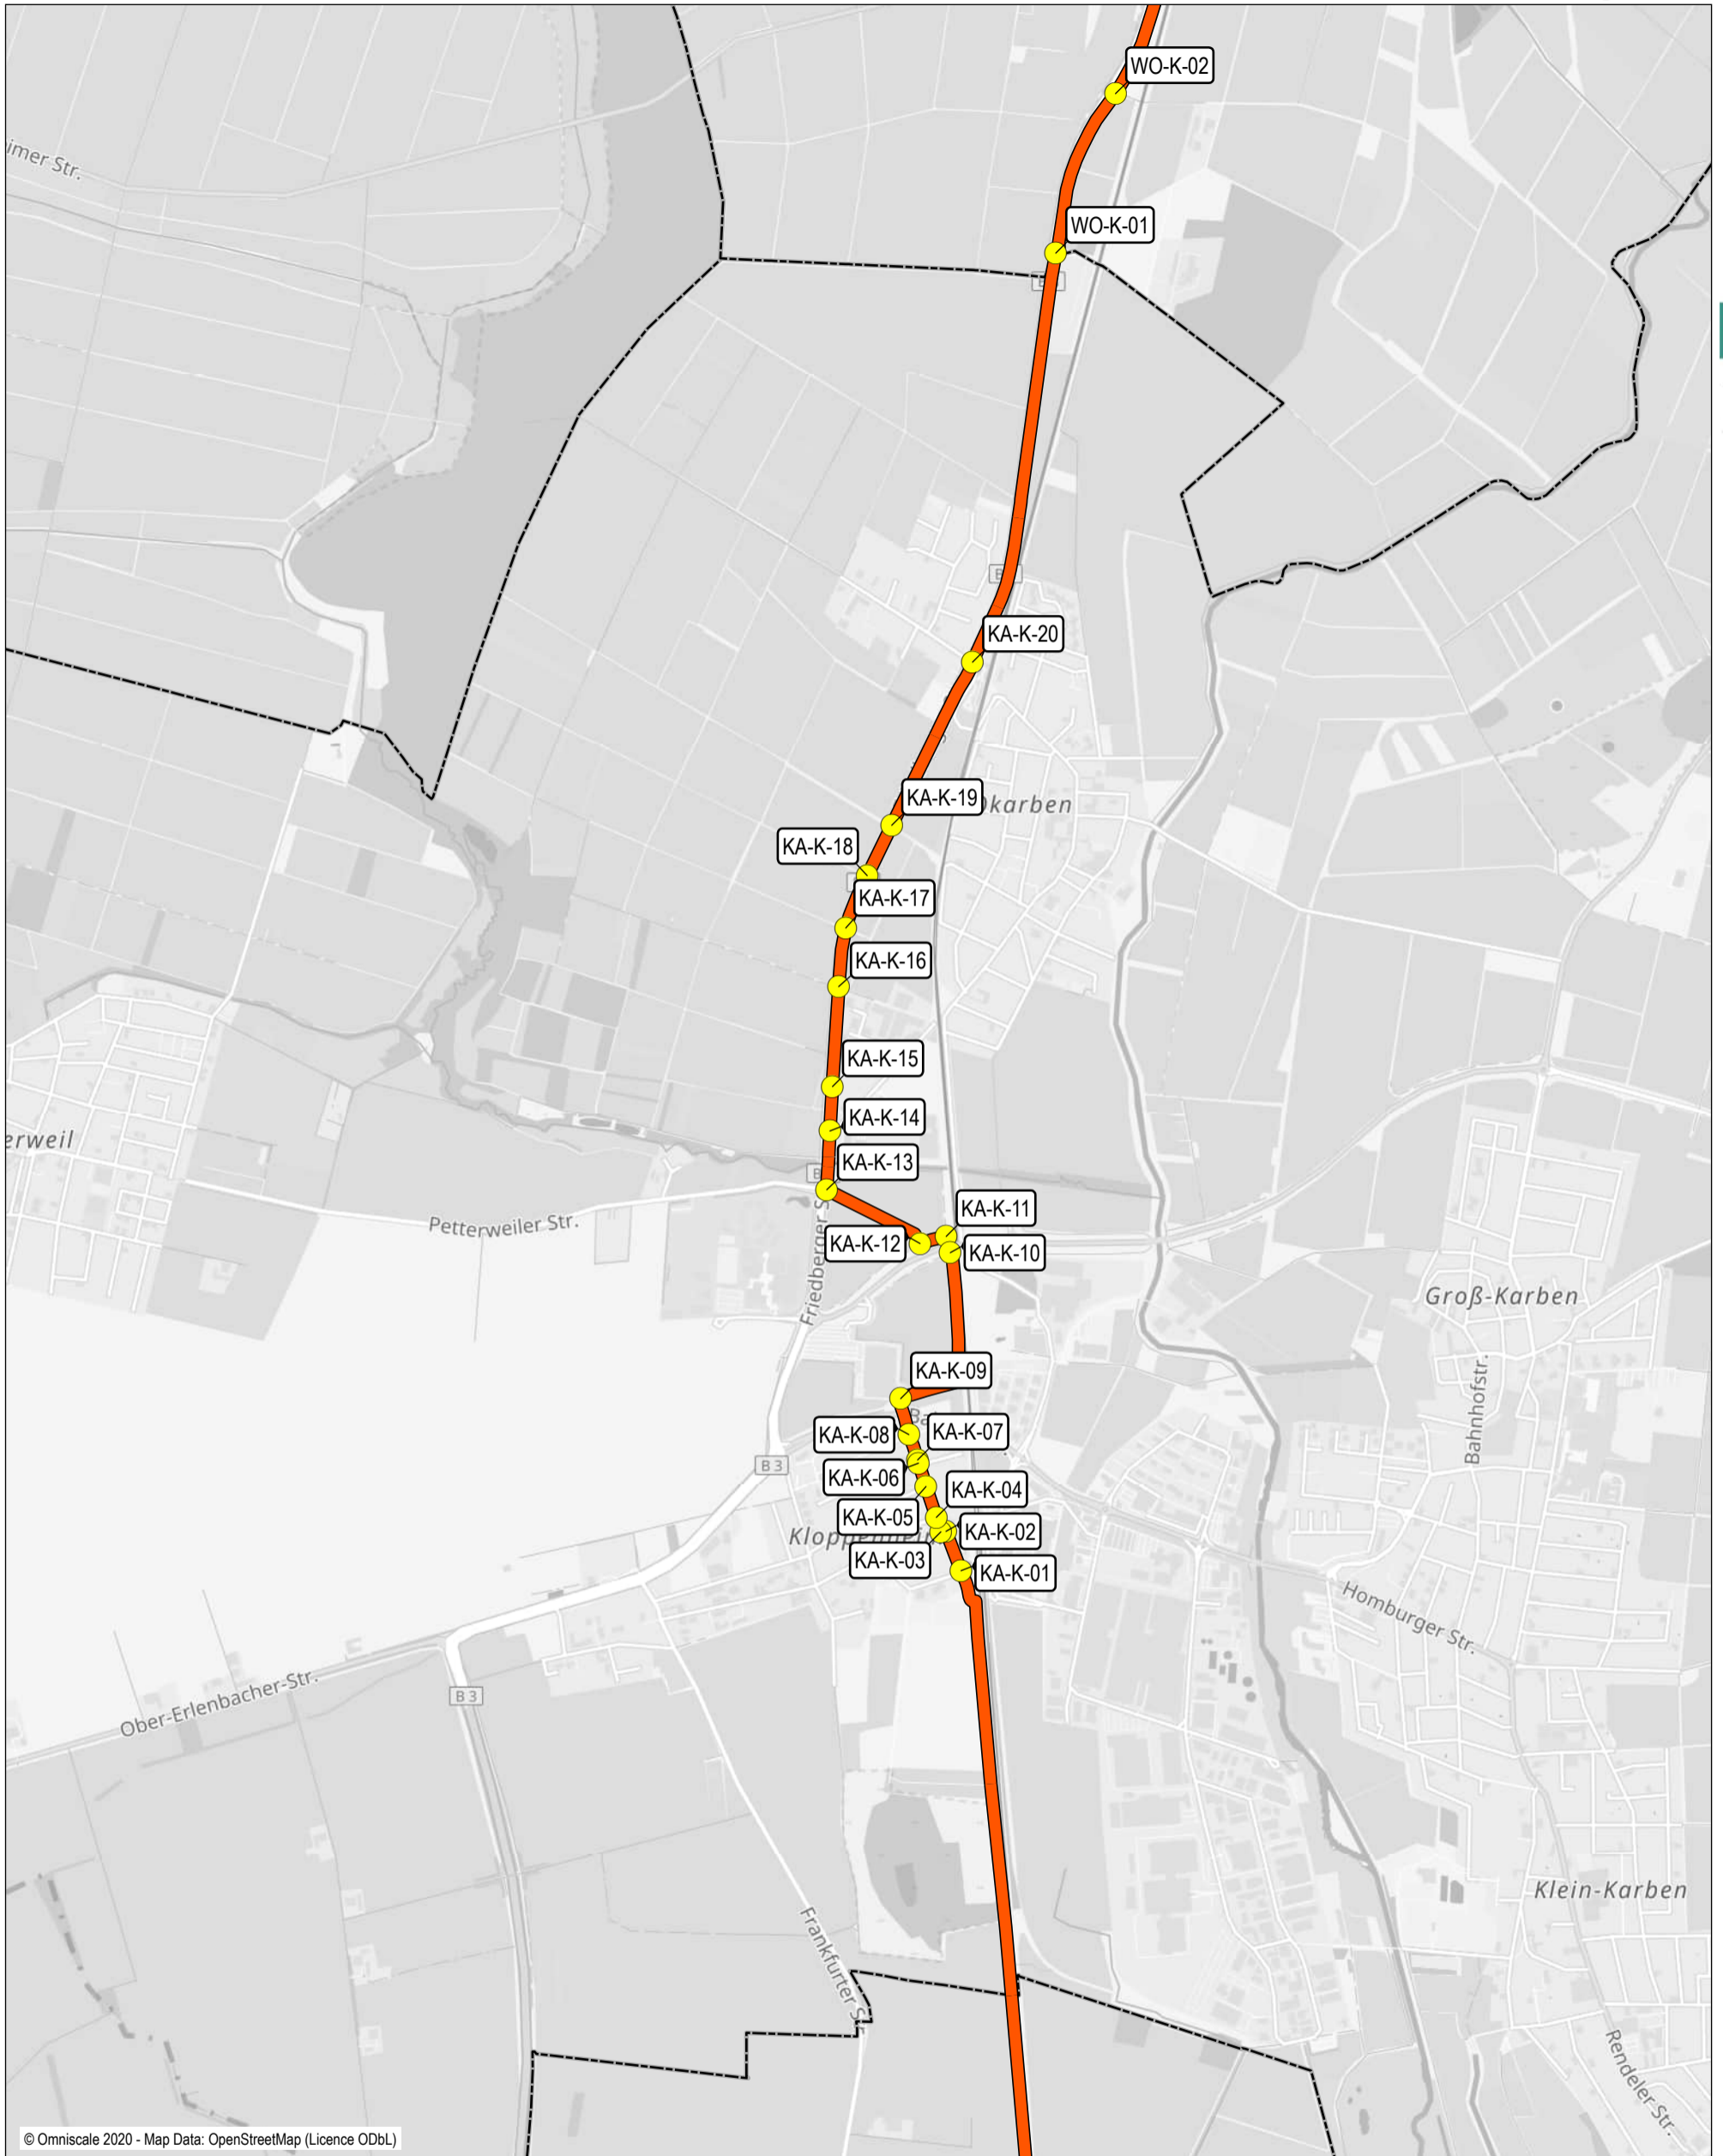 WO-K-02
imer Str.
WO-K-01
KA-K-20
KA-K-19
Okarben
KA-K-18
KA-K-17
KA-K-16
KA-K-15
KA-K-14
erweil
KA-K-13
KA-K-11
Petterweiler Str.
KA-K-12
KA-K-10
Friedberger S
Groß-Karben
KA-K-09
Bahnhofstr.
KA-K-08
KA-K-07
B 3
KA-K-06
KA-K-04
KA-K-05
KA-K-02
KA-K-03
KA-K-01
Homburger Str.
Ober-Erlenbacher-Str.
B 3
Klein-Karben
Frankfurter Str.
Rendeler-Str.
© Omniscale 2020 - Map Data: OpenStreetMap (Licence ODbL)